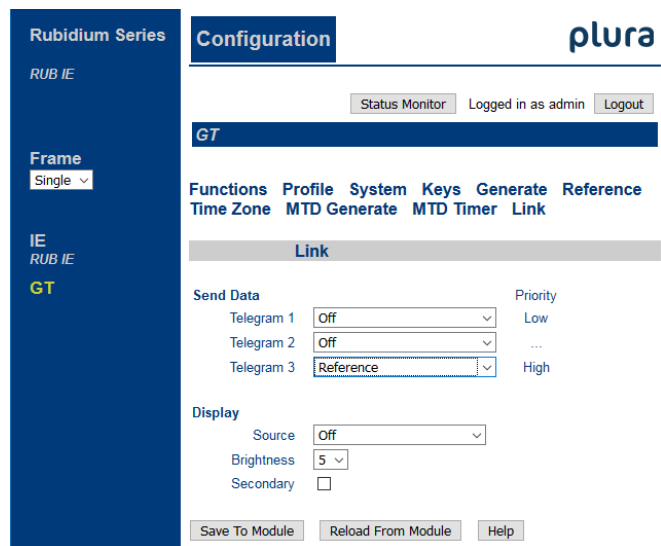 Rubidium Series
RUB IE
Frame
Single
IE
RUB IE
GT
Configuration
plura
Status Monitor Logged in as admin Logout
GT
Functions Profile System Keys Generate Reference
Time Zone MTD Generate MTD Timer Link
Link
Send Data Priority
Telegram 1 Off Low
Telegram 2 Off ...
Telegram 3 Reference High
Display
Source Off
Brightness 5
Secondary
Save To Module Reload From Module Help